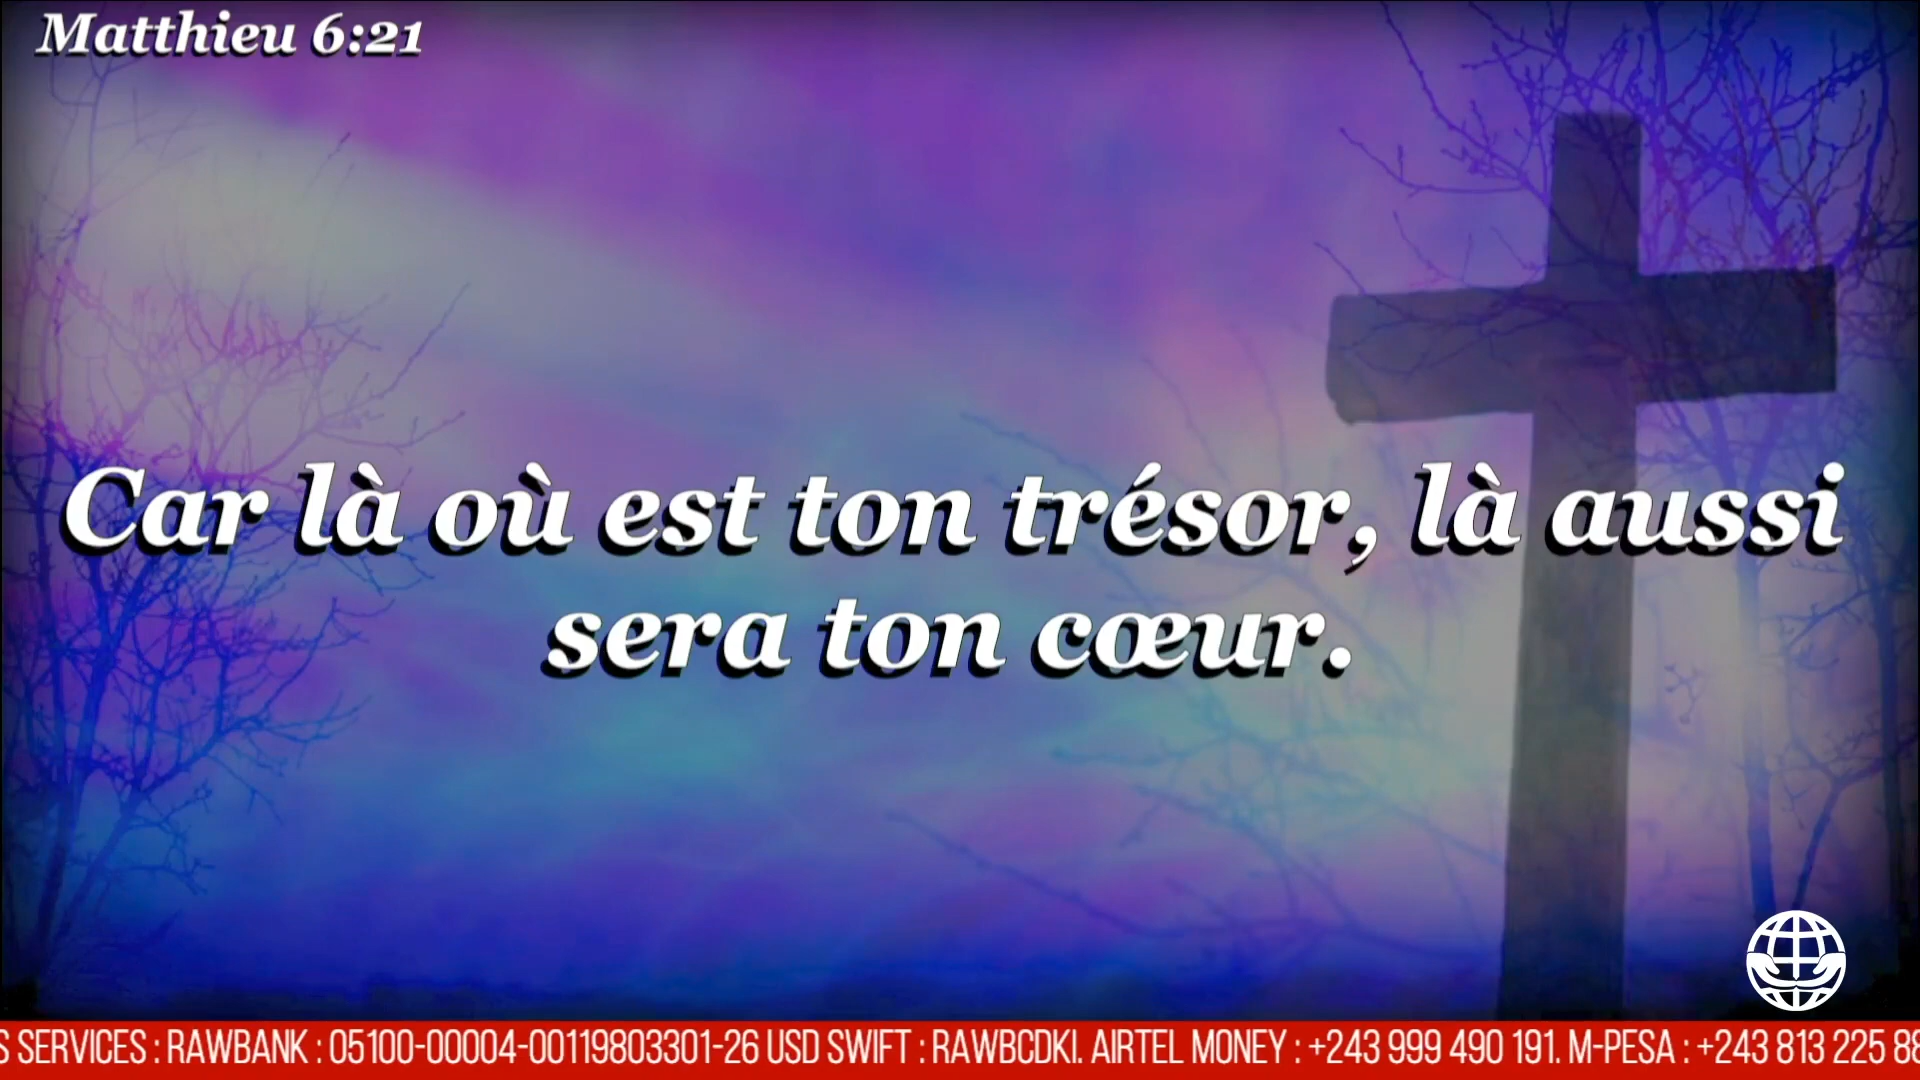 Matthieu 6:21
Car là où est ton trésor, là aussi
sera ton cœur.
S SERVICES : RAWBANK : 05100-00004-00119803301-26 USD SWIFT : RAWBCDKI. AIRTEL MONEY : +243 999 490 191. M-PESA : +243 813 225 88